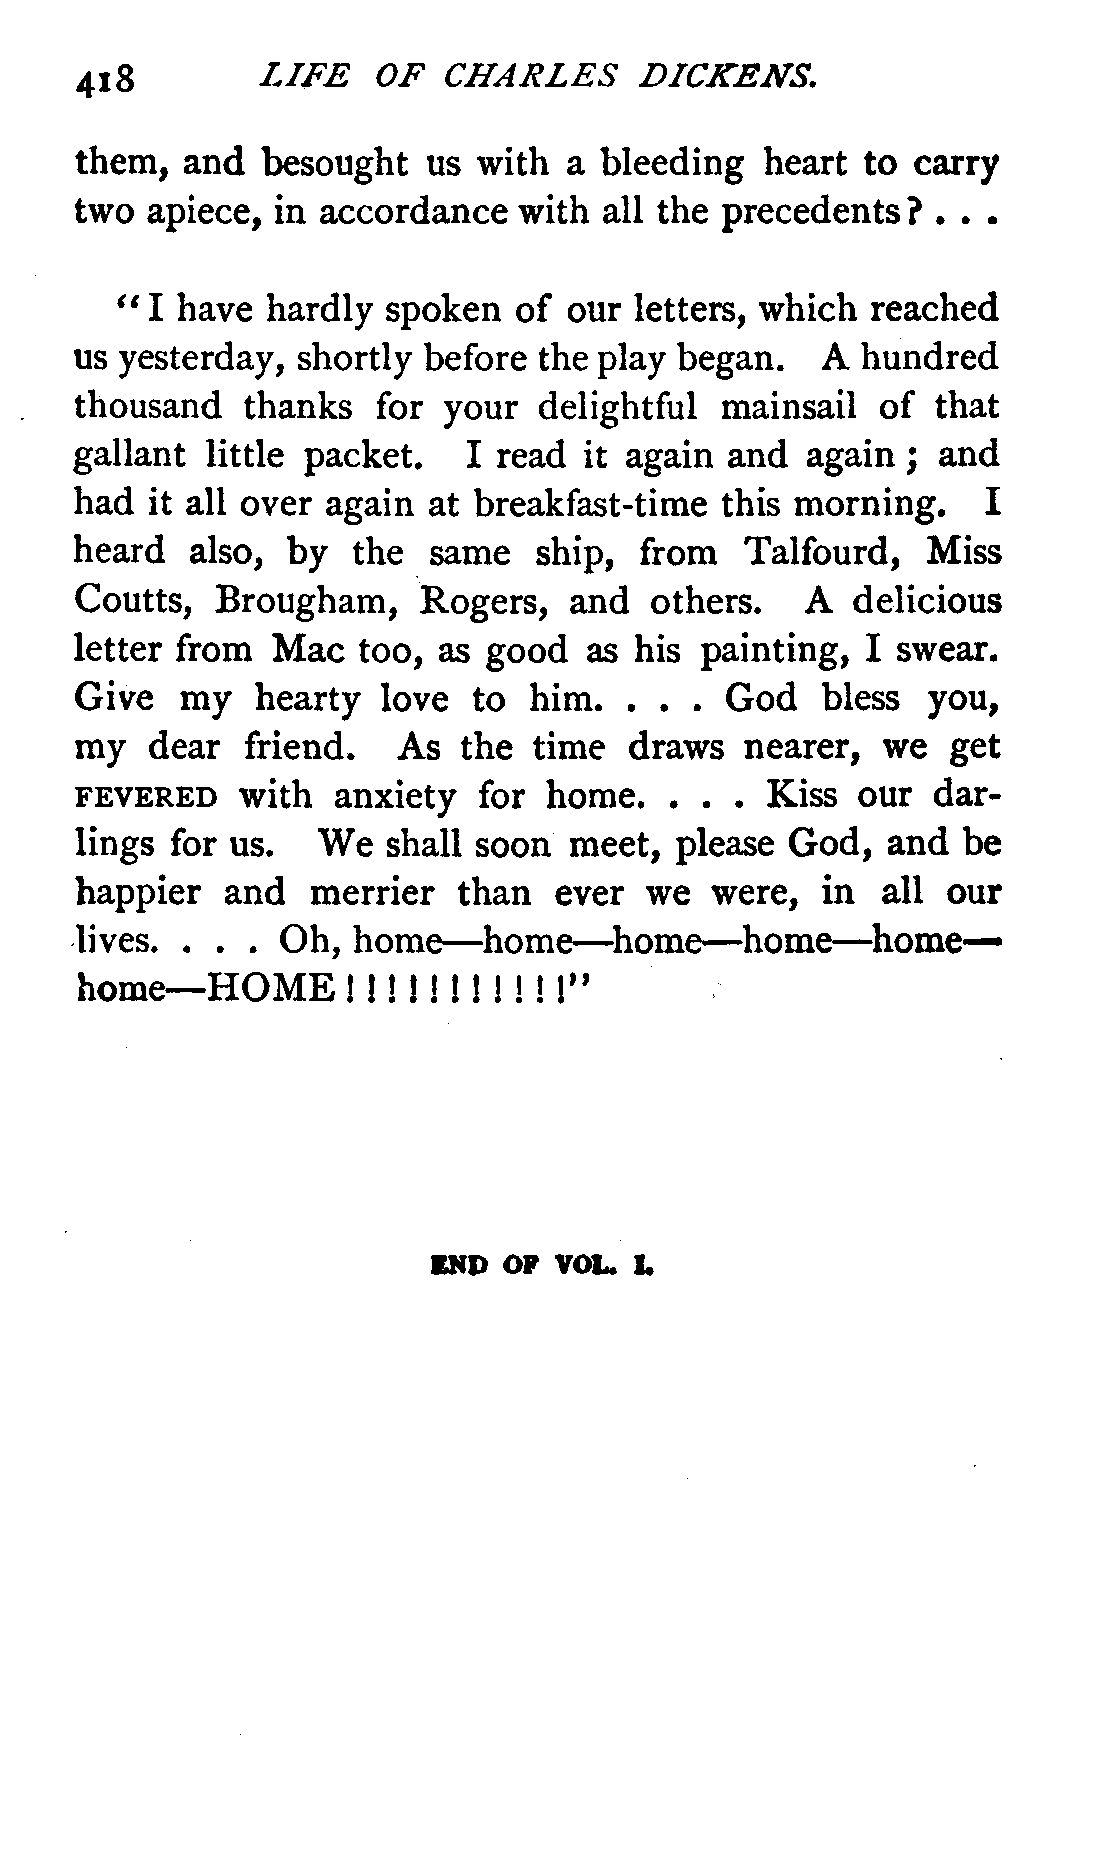 418 LIFE OF CHARLES DICKENS.
them, and besought us with a bleeding heart to carry
two apiece, in accordance with all the precedents? . . .
“I have hardly spoken of our letters, which reached
us yesterday, shortly before the play began. A hundred
thousand thanks for your delightful mainsail of that
gallant little packet. I read it again and again; and
had it all over again at breakfast-time this morning. I
heard also, by the same ship, from Talfourd, Miss
Coutts, Brougham, Rogers, and others. A delicious
letter from Mac too, as good as his painting, I swear.
Give my hearty love to him. . . . God bless you,
my dear friend. As the time draws nearer, we get
FEVERED with anxiety for home. . . . Kiss our dar-
lings for us. We shall soon meet, please God, and be
happier and merrier than ever we were, in all our
lives. . . . Oh, home—home—home—home—home—
home—HOME! ! ! ! ! ! ! ! ! ! !”
END OF VOL. I.